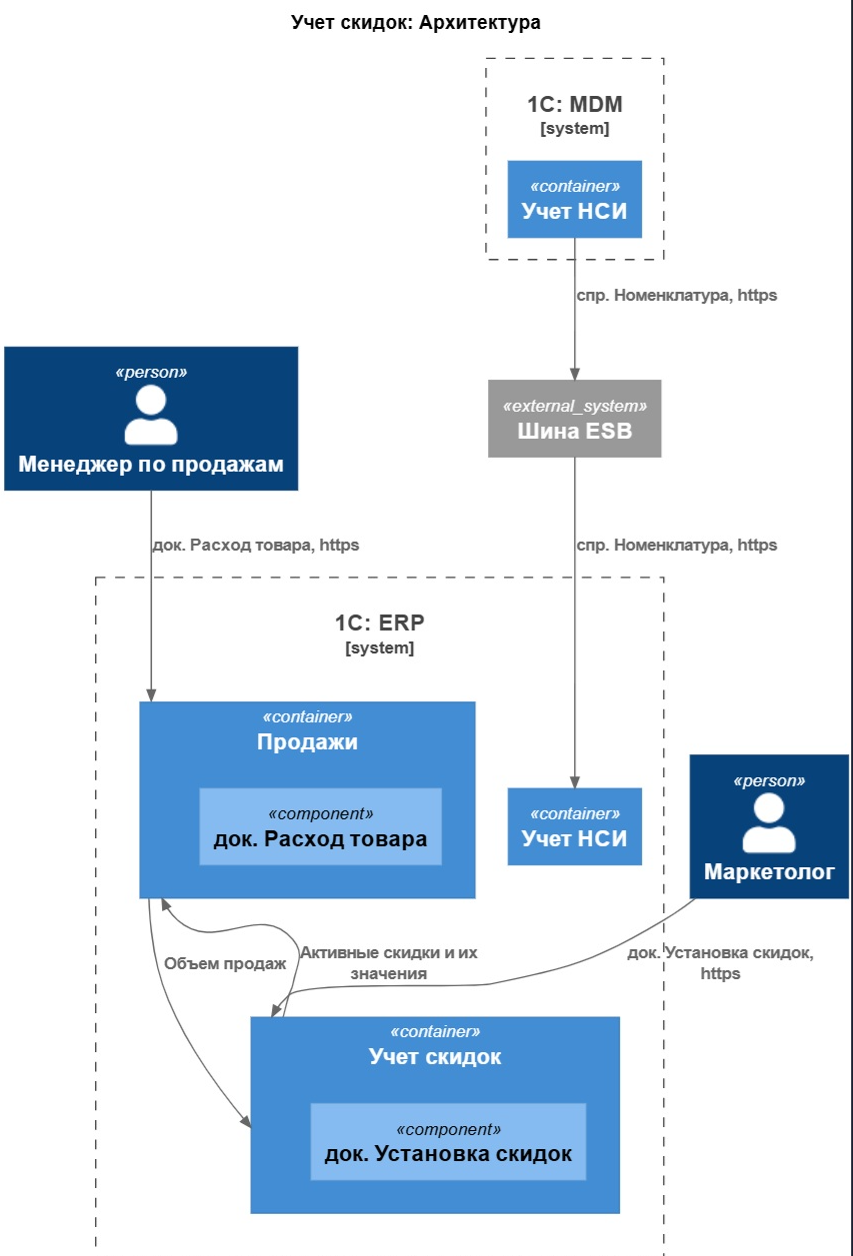 Учет скидок: Архитектура
1С: MDM
[system]
«container»
Учет НСИ
спр. Номенклатура, https
«person»
Менеджер по продажам
«external_system»
Шина ESB
док. Расход товара, https
спр. Номенклатура, https
1С: ERP
[system]
«container»
Продажи
«component»
док. Расход товара
«container»
Учет НСИ
«person»
Маркетолог
Объем продаж
Активные скидки и их
значения
док. Установка скидок,
https
«container»
Учет скидок
«component»
док. Установка скидок